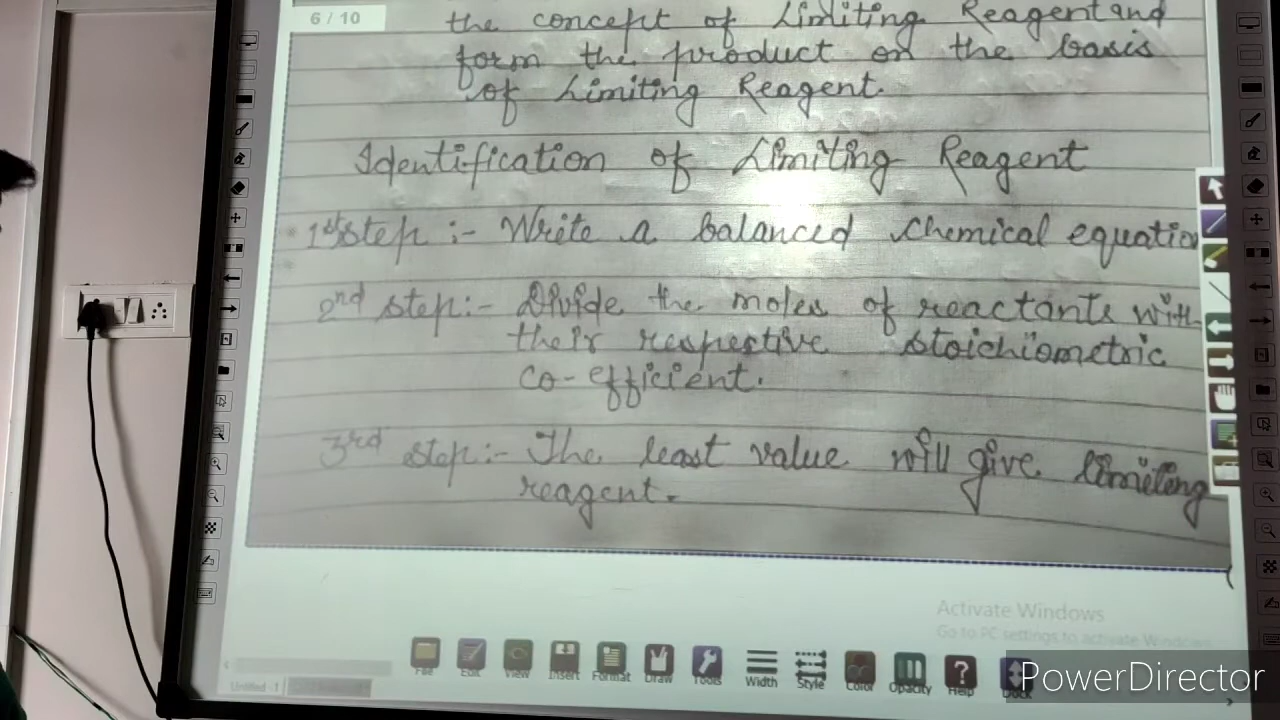 6 / 10
the concept of Limiting Reagent and
form the product on the basis
of Limiting Reagent.
Identification of Limiting Reagent
1st step :- Write a balanced chemical equation
2nd step:- Divide the moles of reactants with
their respective stoichiometric
co-efficient.
3rd step:- The least value will give limiting
reagent.
Activate Windows
Go to PC settings to activate Windows.
File Edit View Insert Format Draw Tools Width Style Color Opacity Help Dock
Untitled -1
PowerDirector